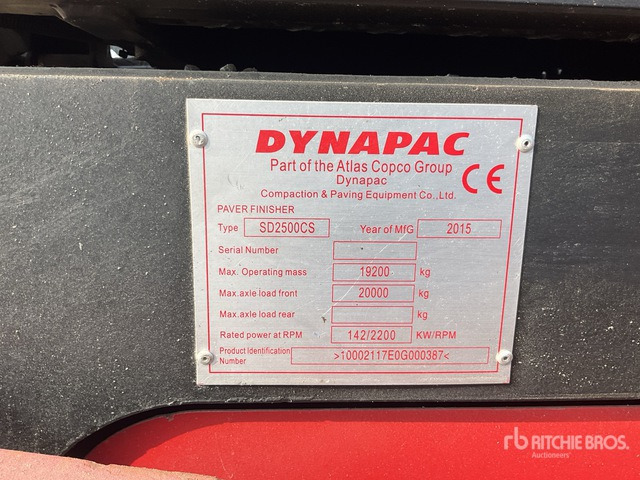 DYNAPAC
Part of the Atlas Copco Group
Dynapac
CE
Compaction & Paving Equipment Co.,Ltd.
PAVER FINISHER
Type SD2500CS Year of MFG 2015
Serial Number
Max. Operating mass 19200 kg
Max.axle load front 20000 kg
Max.axle load rear kg
Rated power at RPM 142/2200 KW/RPM
Product Identification
Number >10002117E0G000387<
rb RITCHIE BROS.
Auctioneers